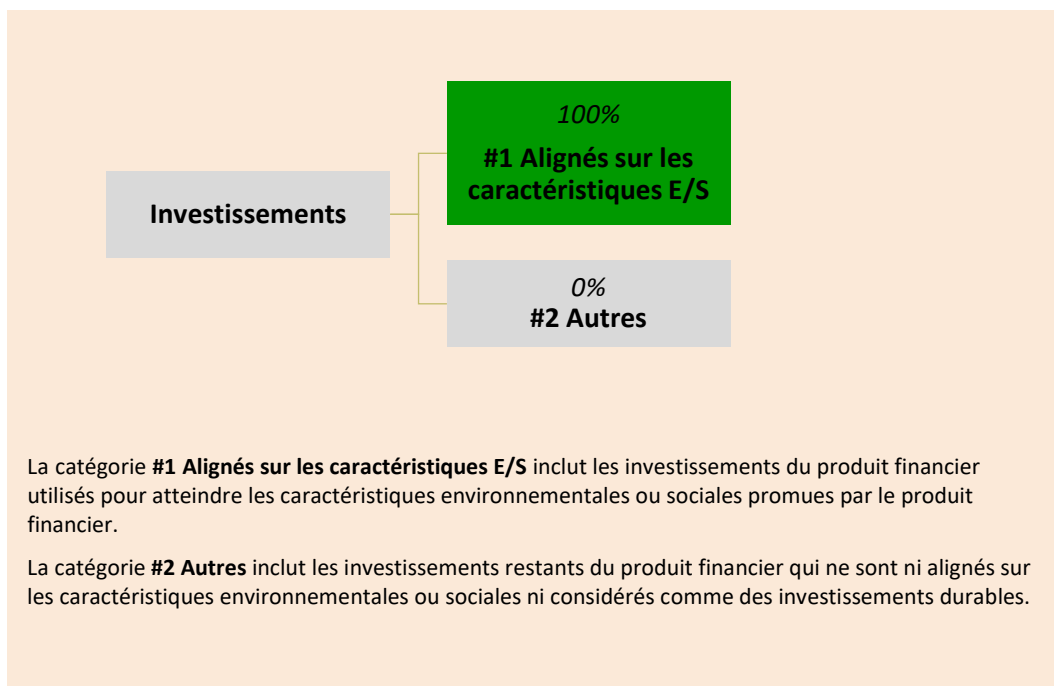 100%
#1 Alignés sur les
caractéristiques E/S
Investissements
0%
#2 Autres
La catégorie #1 Alignés sur les caractéristiques E/S inclut les investissements du produit financier
utilisés pour atteindre les caractéristiques environnementales ou sociales promues par le produit
financier.
La catégorie #2 Autres inclut les investissements restants du produit financier qui ne sont ni alignés sur
les caractéristiques environnementales ou sociales ni considérés comme des investissements durables.